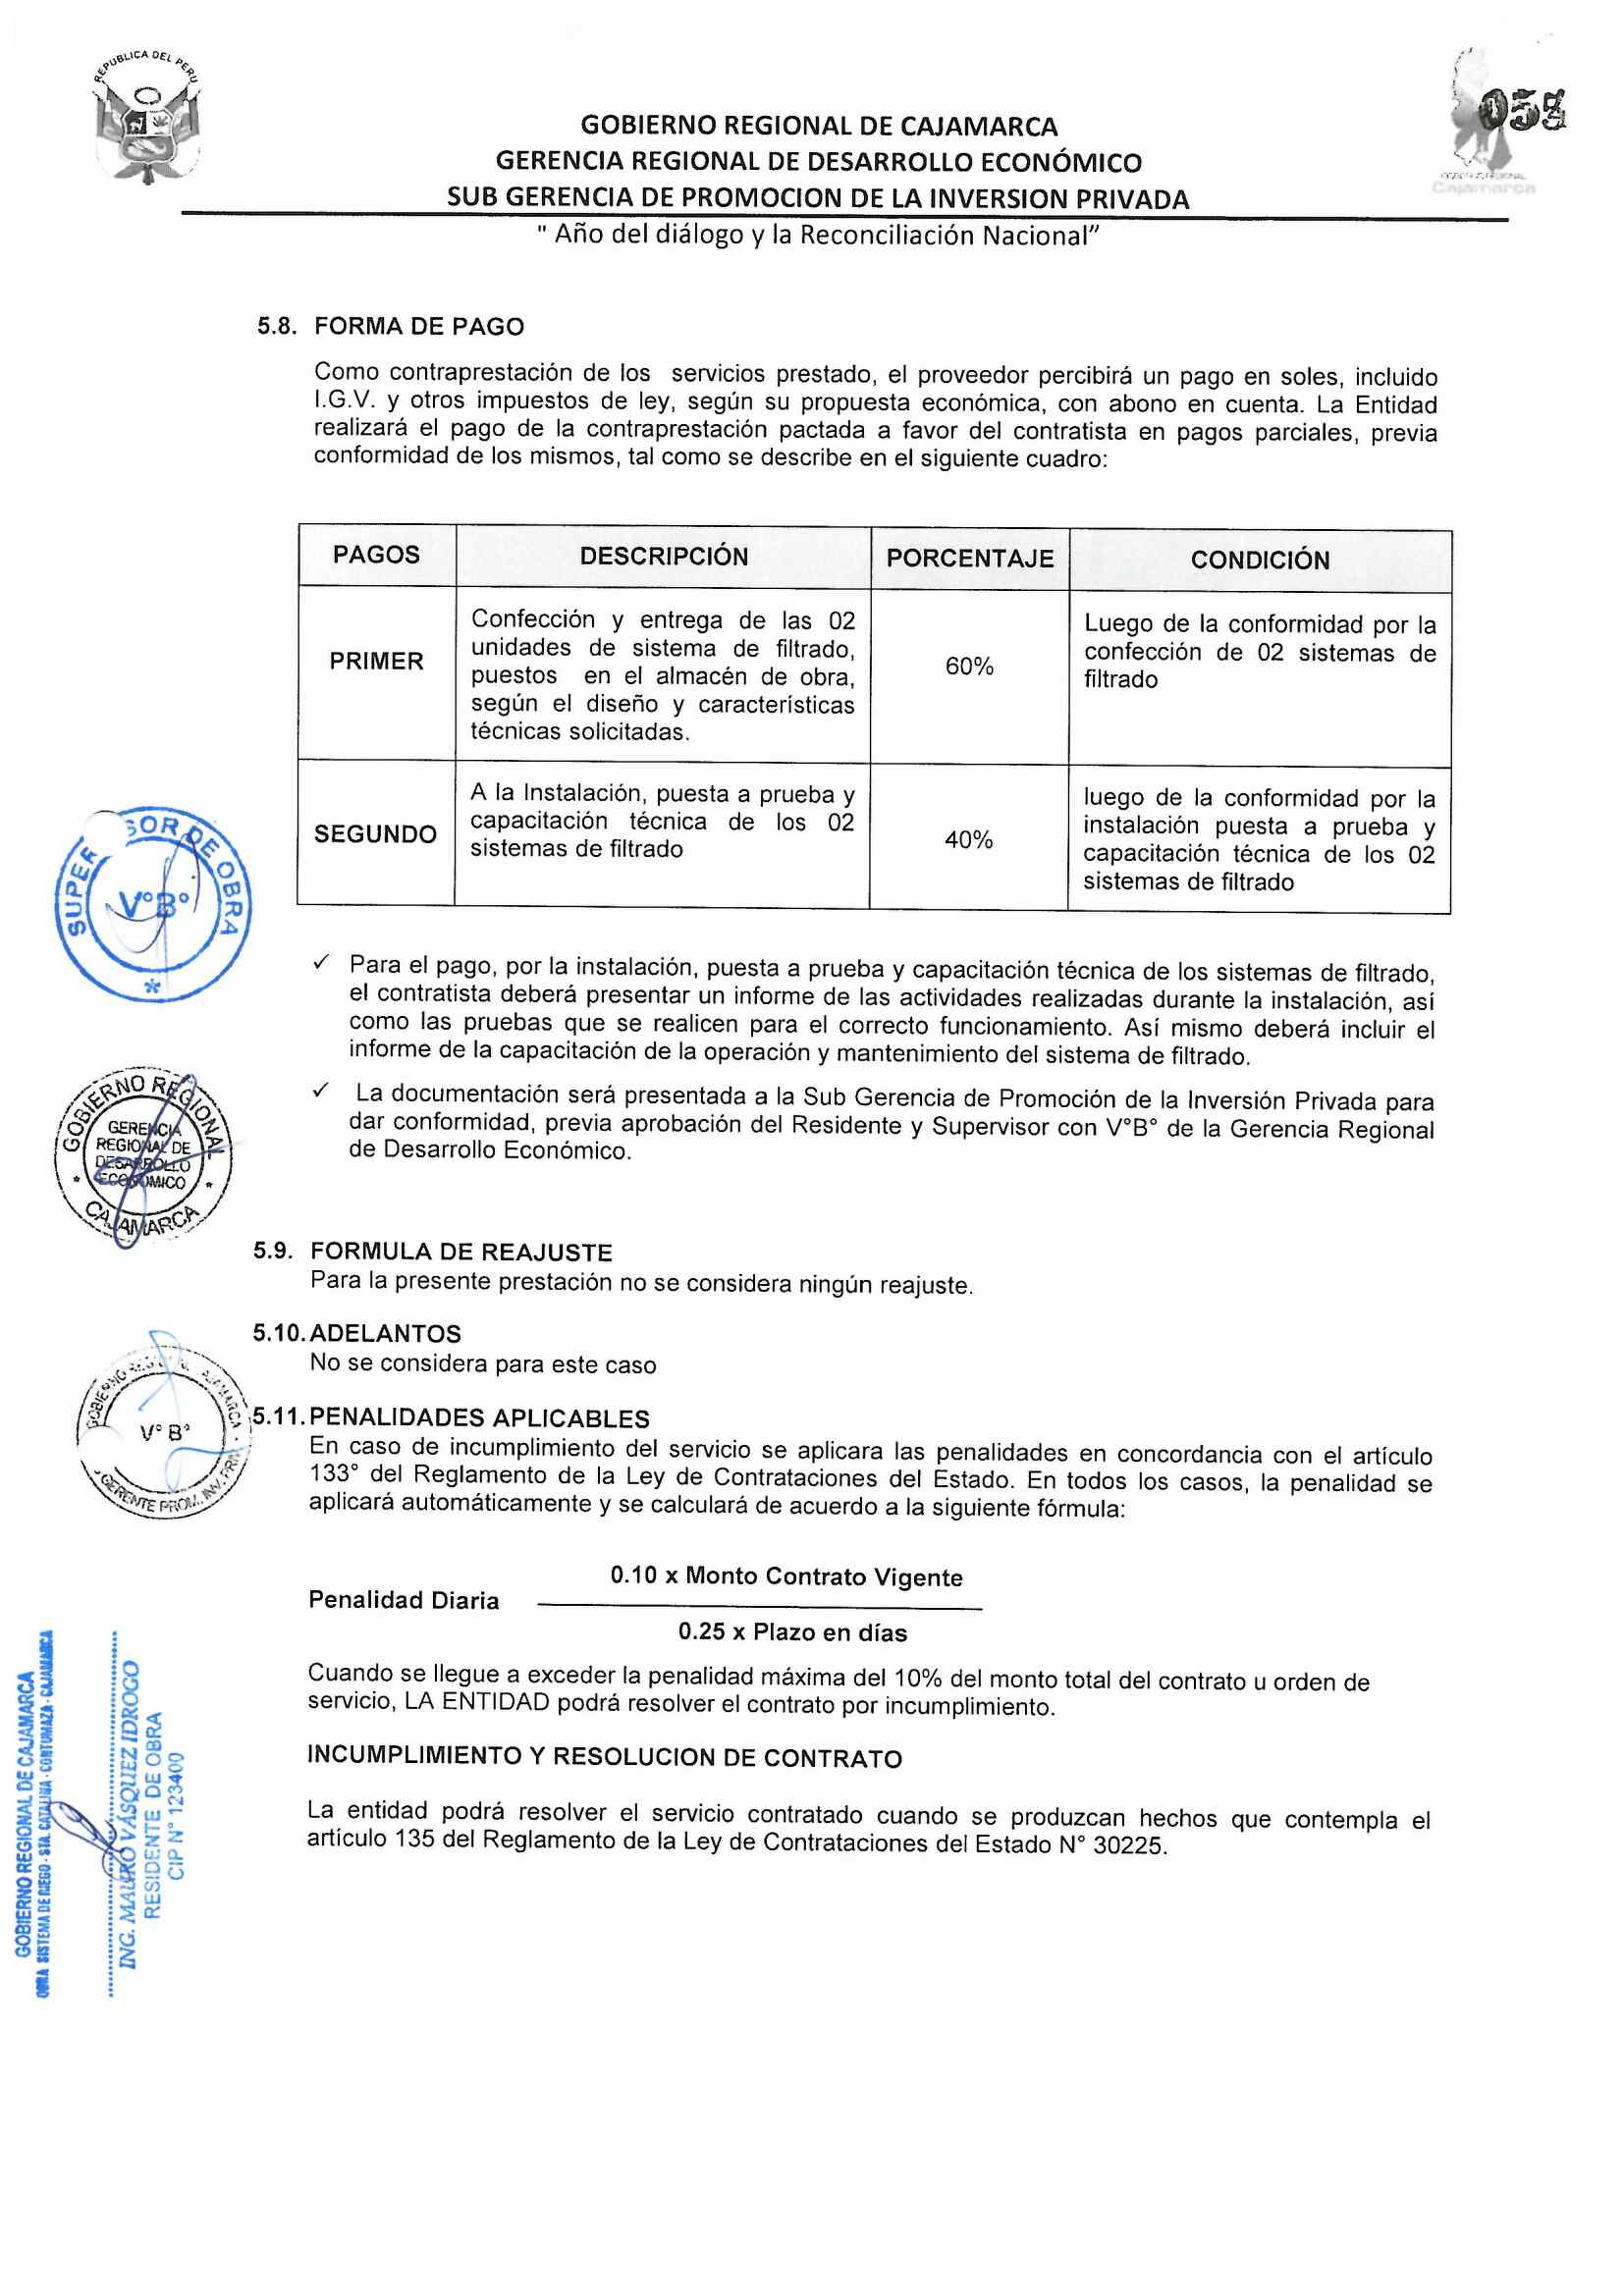 REPUBLICA DEL PERU
GOBIERNO REGIONAL DE CAJAMARCA
GERENCIA REGIONAL DE DESARROLLO ECONÓMICO
SUB GERENCIA DE PROMOCION DE LA INVERSION PRIVADA
" Año del diálogo y la Reconciliación Nacional”
Cajamarca
5.8. FORMA DE PAGO
Como contraprestación de los servicios prestado, el proveedor percibirá un pago en soles, incluido
I.G.V. y otros impuestos de ley, según su propuesta económica, con abono en cuenta. La Entidad
realizará el pago de la contraprestación pactada a favor del contratista en pagos parciales, previa
conformidad de los mismos, tal como se describe en el siguiente cuadro:
PAGOS DESCRIPCIÓN PORCENTAJE CONDICIÓN
PRIMER
Confección y entrega de las 02
unidades de sistema de filtrado,
puestos en el almacén de obra,
según el diseño y características
técnicas solicitadas.
60%
Luego de la conformidad por la
confección de 02 sistemas de
filtrado
SEGUNDO
A la Instalación, puesta a prueba y
capacitación técnica de los 02
sistemas de filtrado
40%
luego de la conformidad por la
instalación puesta a prueba y
capacitación técnica de los 02
sistemas de filtrado
✓ Para el pago, por la instalación, puesta a prueba y capacitación técnica de los sistemas de filtrado,
el contratista deberá presentar un informe de las actividades realizadas durante la instalación, así
como las pruebas que se realicen para el correcto funcionamiento. Así mismo deberá incluir el
informe de la capacitación de la operación y mantenimiento del sistema de filtrado.
✓ La documentación será presentada a la Sub Gerencia de Promoción de la Inversión Privada para
dar conformidad, previa aprobación del Residente y Supervisor con V°B° de la Gerencia Regional
de Desarrollo Económico.
5.9. FORMULA DE REAJUSTE
Para la presente prestación no se considera ningún reajuste.
5.10. ADELANTOS
No se considera para este caso
5.11. PENALIDADES APLICABLES
En caso de incumplimiento del servicio se aplicara las penalidades en concordancia con el artículo
133° del Reglamento de la Ley de Contrataciones del Estado. En todos los casos, la penalidad se
aplicará automáticamente y se calculará de acuerdo a la siguiente fórmula:
0.10 x Monto Contrato Vigente
Penalidad Diaria
0.25 x Plazo en días
Cuando se llegue a exceder la penalidad máxima del 10% del monto total del contrato u orden de
servicio, LA ENTIDAD podrá resolver el contrato por incumplimiento.
INCUMPLIMIENTO Y RESOLUCION DE CONTRATO
La entidad podrá resolver el servicio contratado cuando se produzcan hechos que contempla el
artículo 135 del Reglamento de la Ley de Contrataciones del Estado N° 30225.
DE OBRA
V°B°
GOBIERNO REGIONAL
GERENCIA
REGIONAL DE
DESARROLLO
ECONOMICO
CAJAMARCA
V° B°
GERENTE PROM. INV.
GOBIERNO REGIONAL DE CAJAMARCA
OBRA SISTEMA DE RIEGO - STA. CATALINA - CONTUMAZA - CAJAMARCA
ING. MAURO VÁSQUEZ IDROGO
RESIDENTE DE OBRA
CIP N° 123400